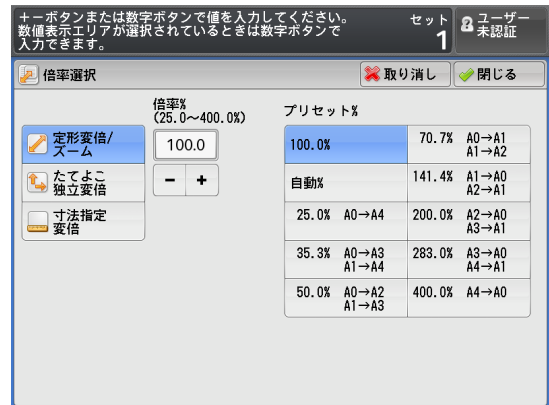 +ーボタンまたは数字ボタンで値を入力してください。
数値表示エリアが選択されているときは数字ボタンで
入力できます。
セット
1
ユーザー
未認証
倍率選択
取り消し
閉じる
倍率%
(25.0～400.0%)
100.0
− +
定形変倍/
ズーム
たてよこ
独立変倍
寸法指定
変倍
プリセット%
100.0%
70.7% A0→A1
A1→A2
自動%
141.4% A1→A0
A2→A1
25.0% A0→A4
200.0% A2→A0
A3→A1
35.3% A0→A3
A1→A4
283.0% A3→A0
A4→A1
50.0% A0→A2
A1→A3
400.0% A4→A0